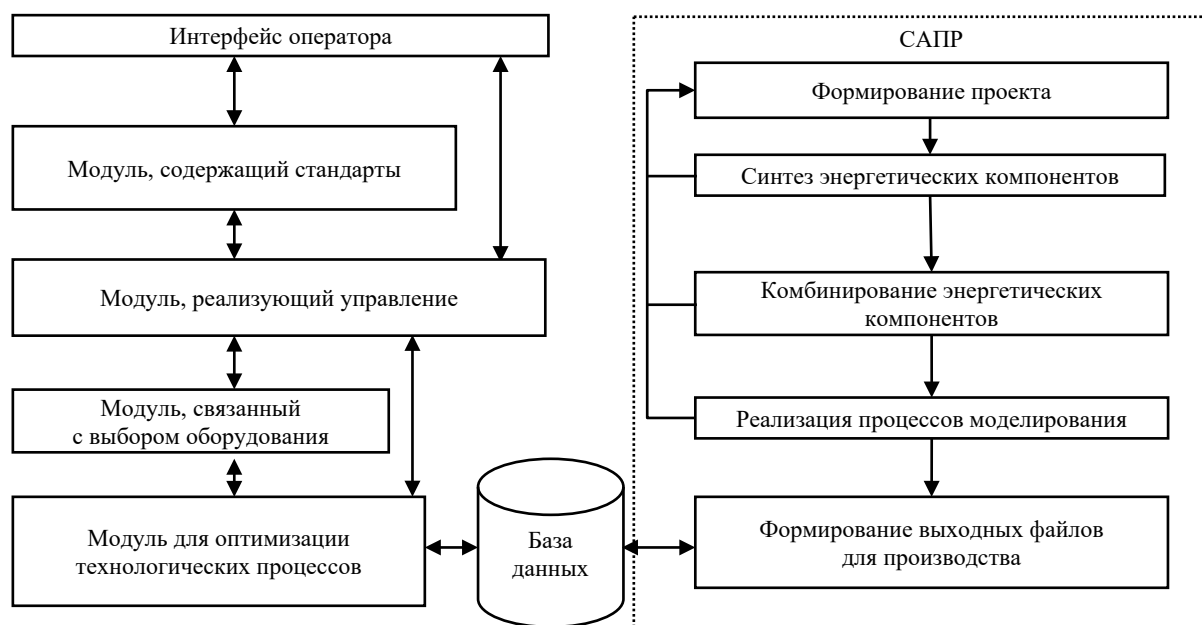 Интерфейс оператора
Модуль, содержащий стандарты
Модуль, реализующий управление
Модуль, связанный
с выбором оборудования
Модуль для оптимизации
технологических процессов
База
данных
САПР
Формирование проекта
Синтез энергетических компонентов
Комбинирование энергетических
компонентов
Реализация процессов моделирования
Формирование выходных файлов
для производства